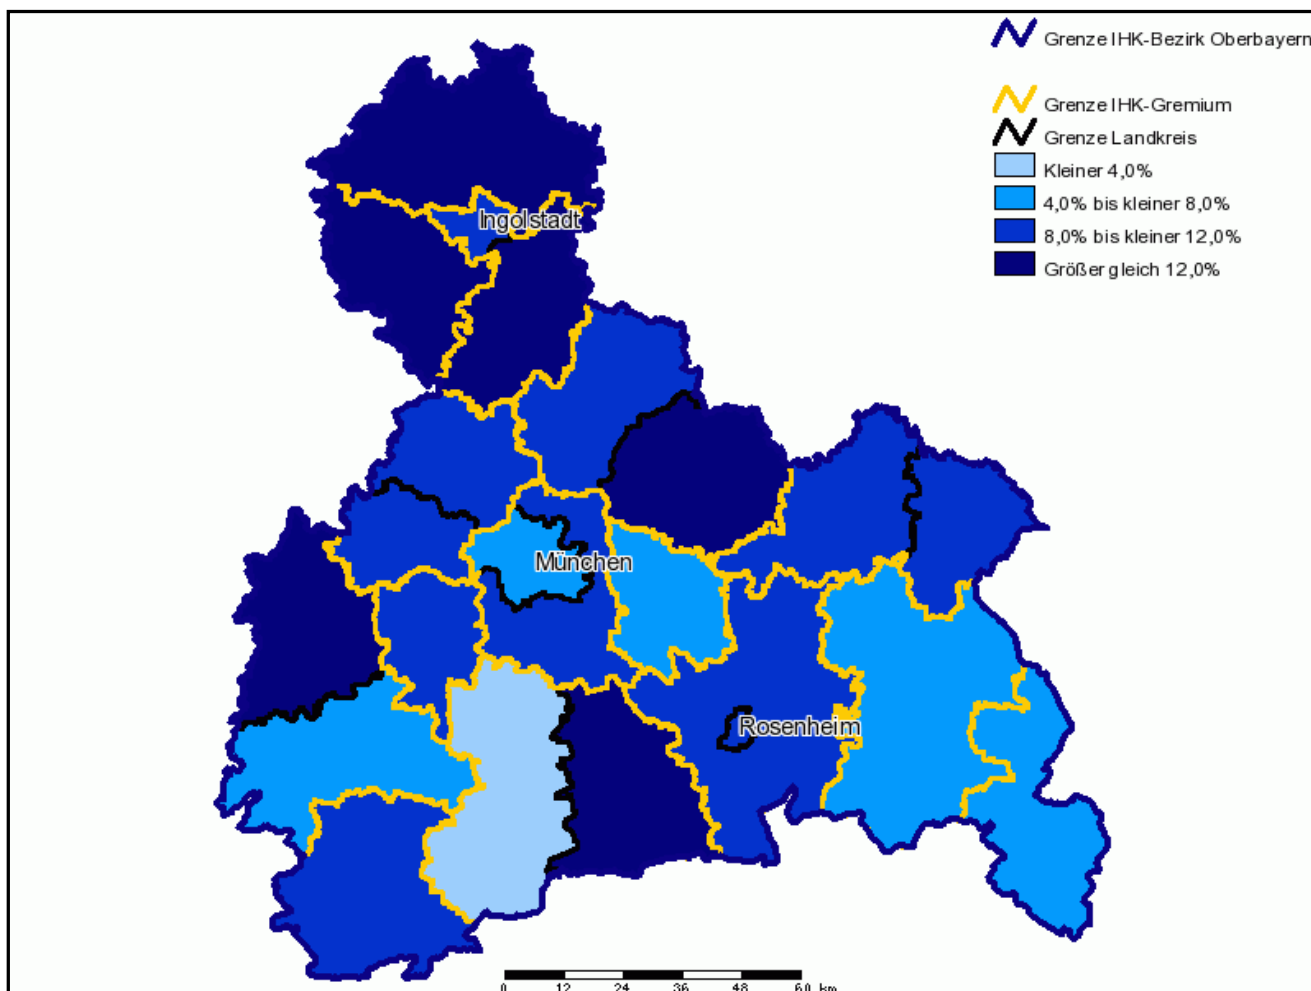 Grenze IHK-Bezirk Oberbayern
Grenze IHK-Gremium
Grenze Landkreis
Kleiner 4,0%
4,0% bis kleiner 8,0%
8,0% bis kleiner 12,0%
Größer gleich 12,0%
Ingolstadt
München
Rosenheim
0 12 24 36 48 60 km